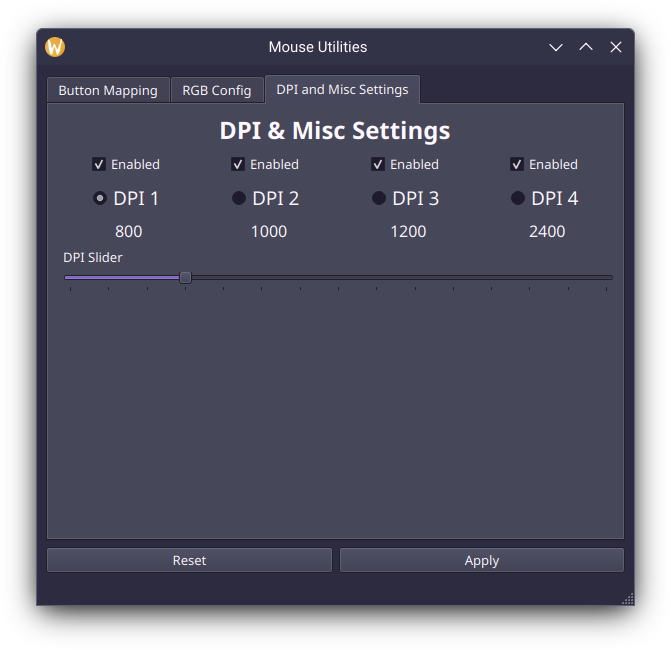 Mouse Utilities
Button Mapping RGB Config DPI and Misc Settings
DPI & Misc Settings
Enabled Enabled Enabled Enabled
DPI 1 DPI 2 DPI 3 DPI 4
800 1000 1200 2400
DPI Slider
Reset Apply